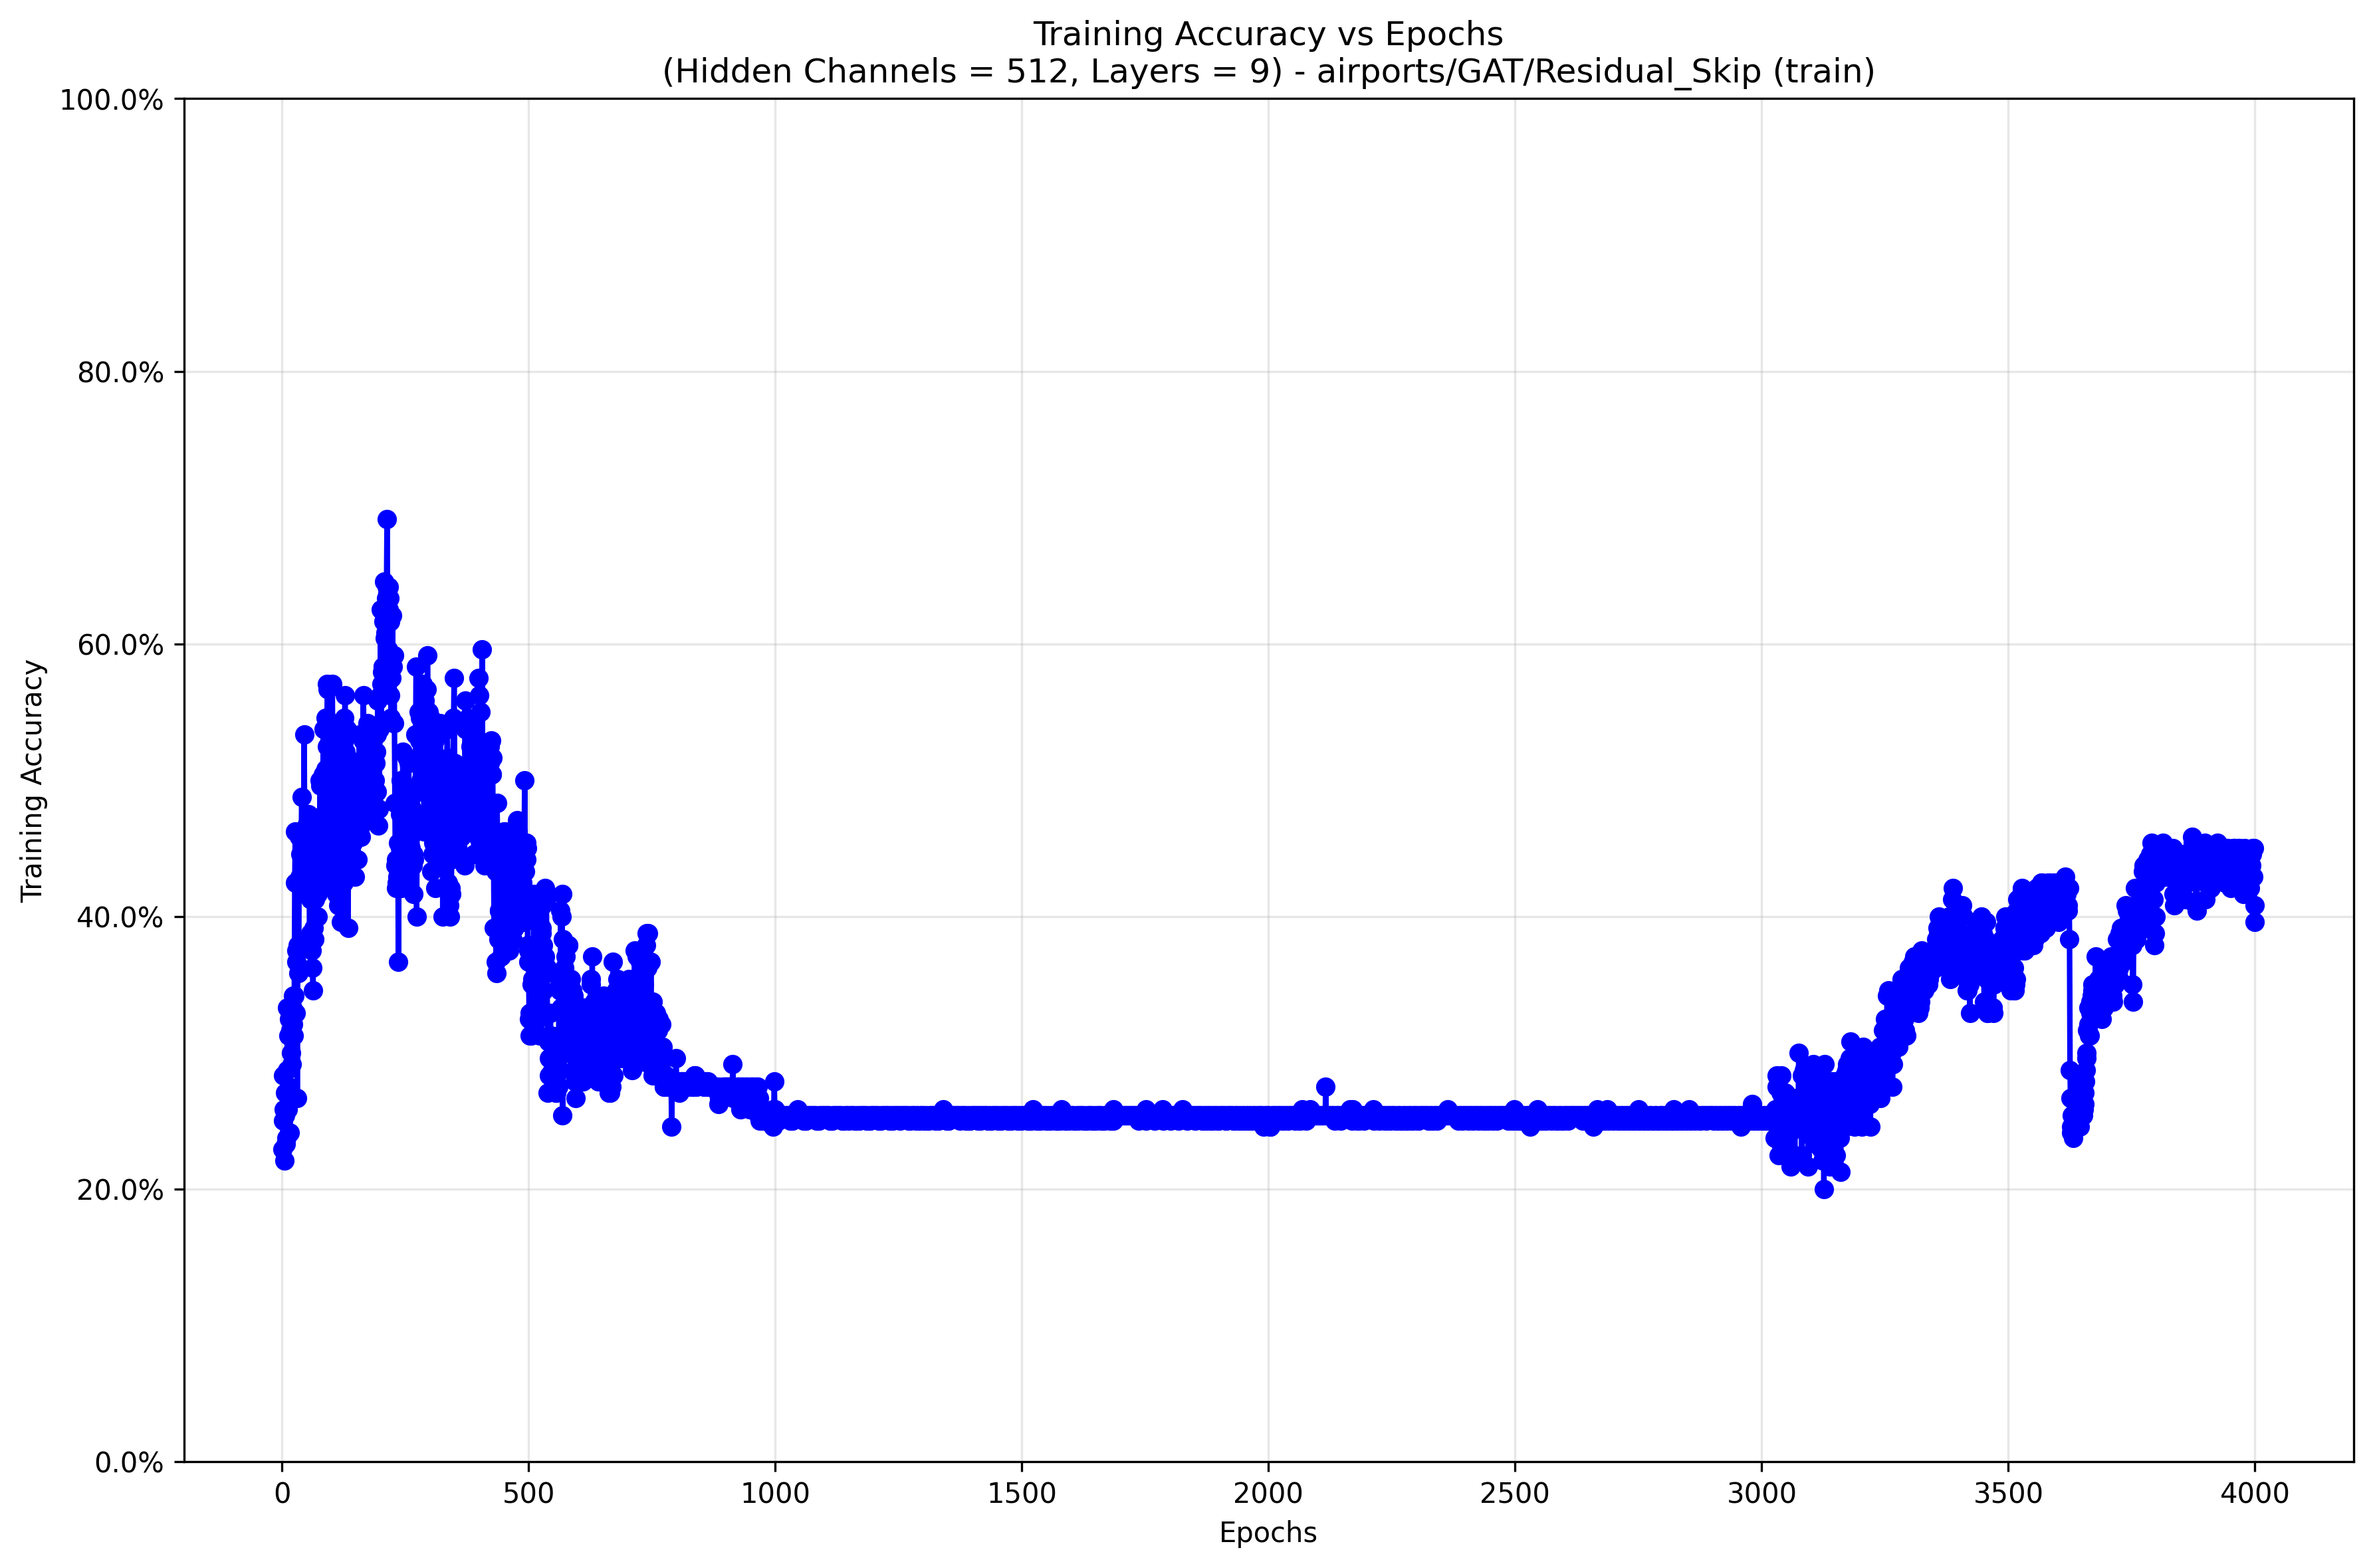 Training Accuracy vs Epochs
(Hidden Channels = 512, Layers = 9) - airports/GAT/Residual_Skip (train)
100.0%
80.0%
60.0%
40.0%
20.0%
0.0%
Training Accuracy
0 500 1000 1500 2000 2500 3000 3500 4000
Epochs